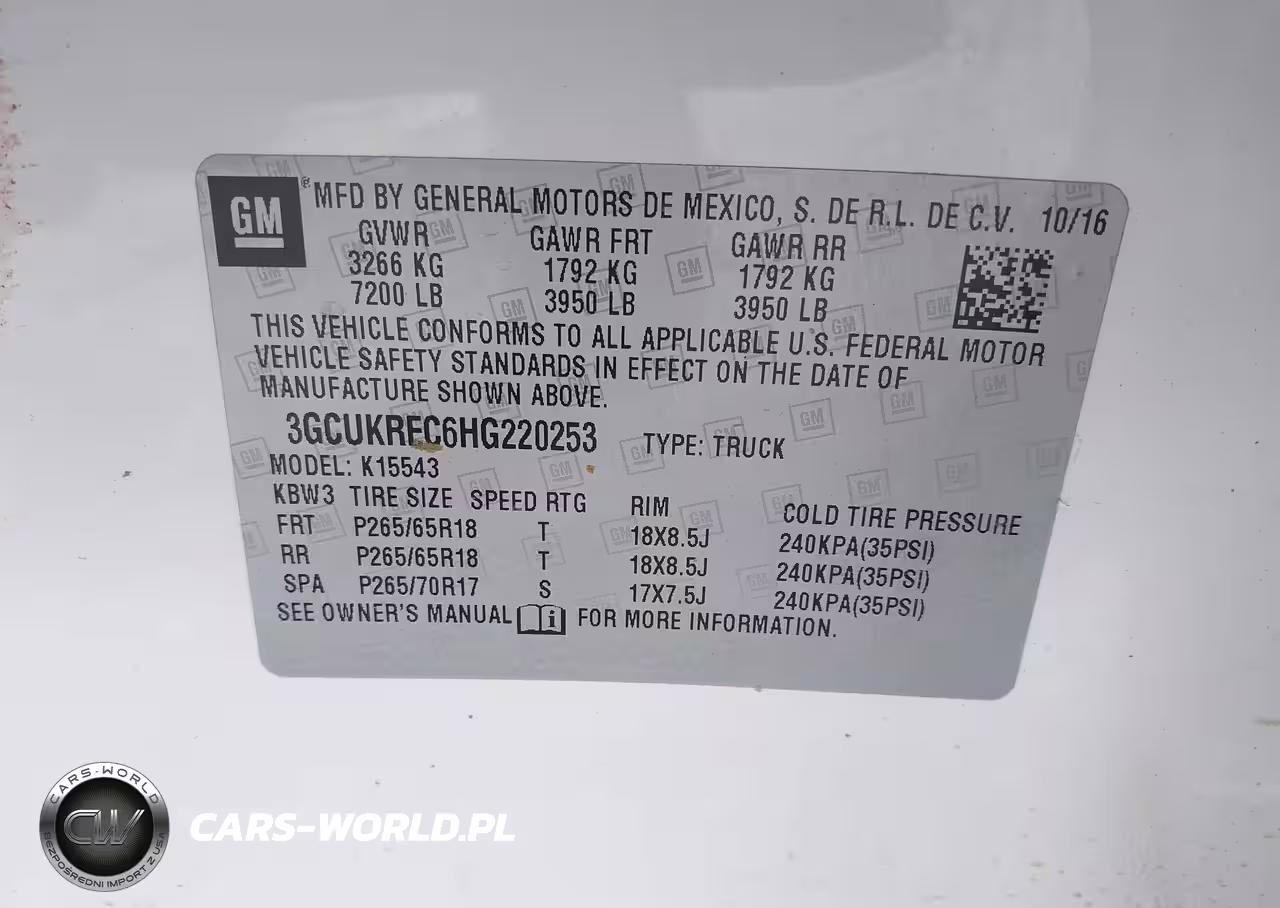 GM ® MFD BY GENERAL MOTORS DE MEXICO, S. DE R.L. DE C.V. 10/16
GVWR GAWR FRT GAWR RR
3266 KG 1792 KG 1792 KG
7200 LB 3950 LB 3950 LB
THIS VEHICLE CONFORMS TO ALL APPLICABLE U.S. FEDERAL MOTOR
VEHICLE SAFETY STANDARDS IN EFFECT ON THE DATE OF
MANUFACTURE SHOWN ABOVE.
3GCUKREC6HG220253 TYPE: TRUCK
MODEL: K15543
KBW3 TIRE SIZE SPEED RTG RIM COLD TIRE PRESSURE
FRT P265/65R18 T 18X8.5J 240KPA(35PSI)
RR P265/65R18 T 18X8.5J 240KPA(35PSI)
SPA P265/70R17 S 17X7.5J 240KPA(35PSI)
SEE OWNER'S MANUAL i FOR MORE INFORMATION.
CARS-WORLD
CW
BEZPOŚREDNI IMPORT Z USA
CARS-WORLD.PL